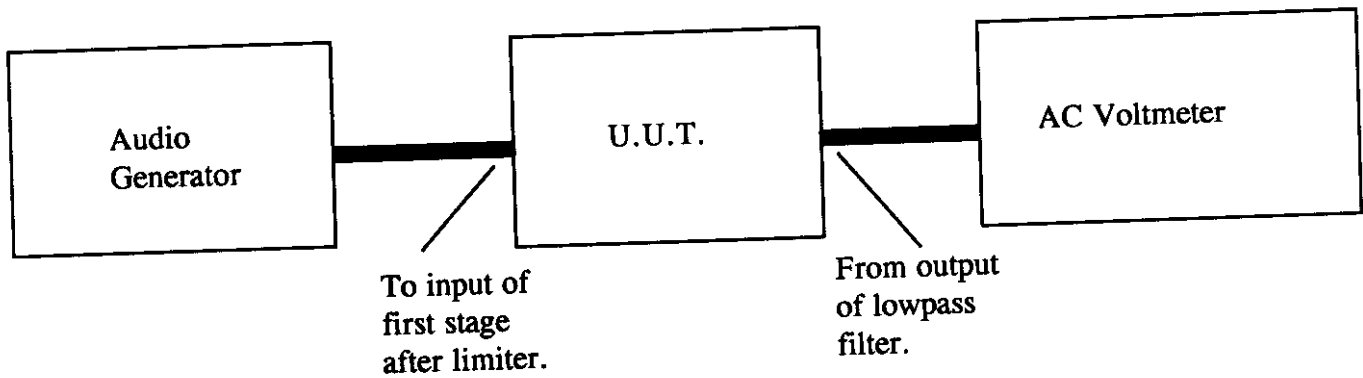 Audio
Generator
U.U.T.
AC Voltmeter
To input of
first stage
after limiter.
From output
of lowpass
filter.